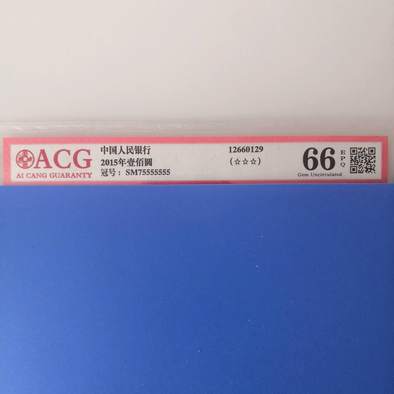 ACG
AI CANG GUARANTY
中国人民银行
2015年壹佰圆
冠号: SM75555555
12660129
(☆☆☆)
66
EPQ
Gem Uncirculated